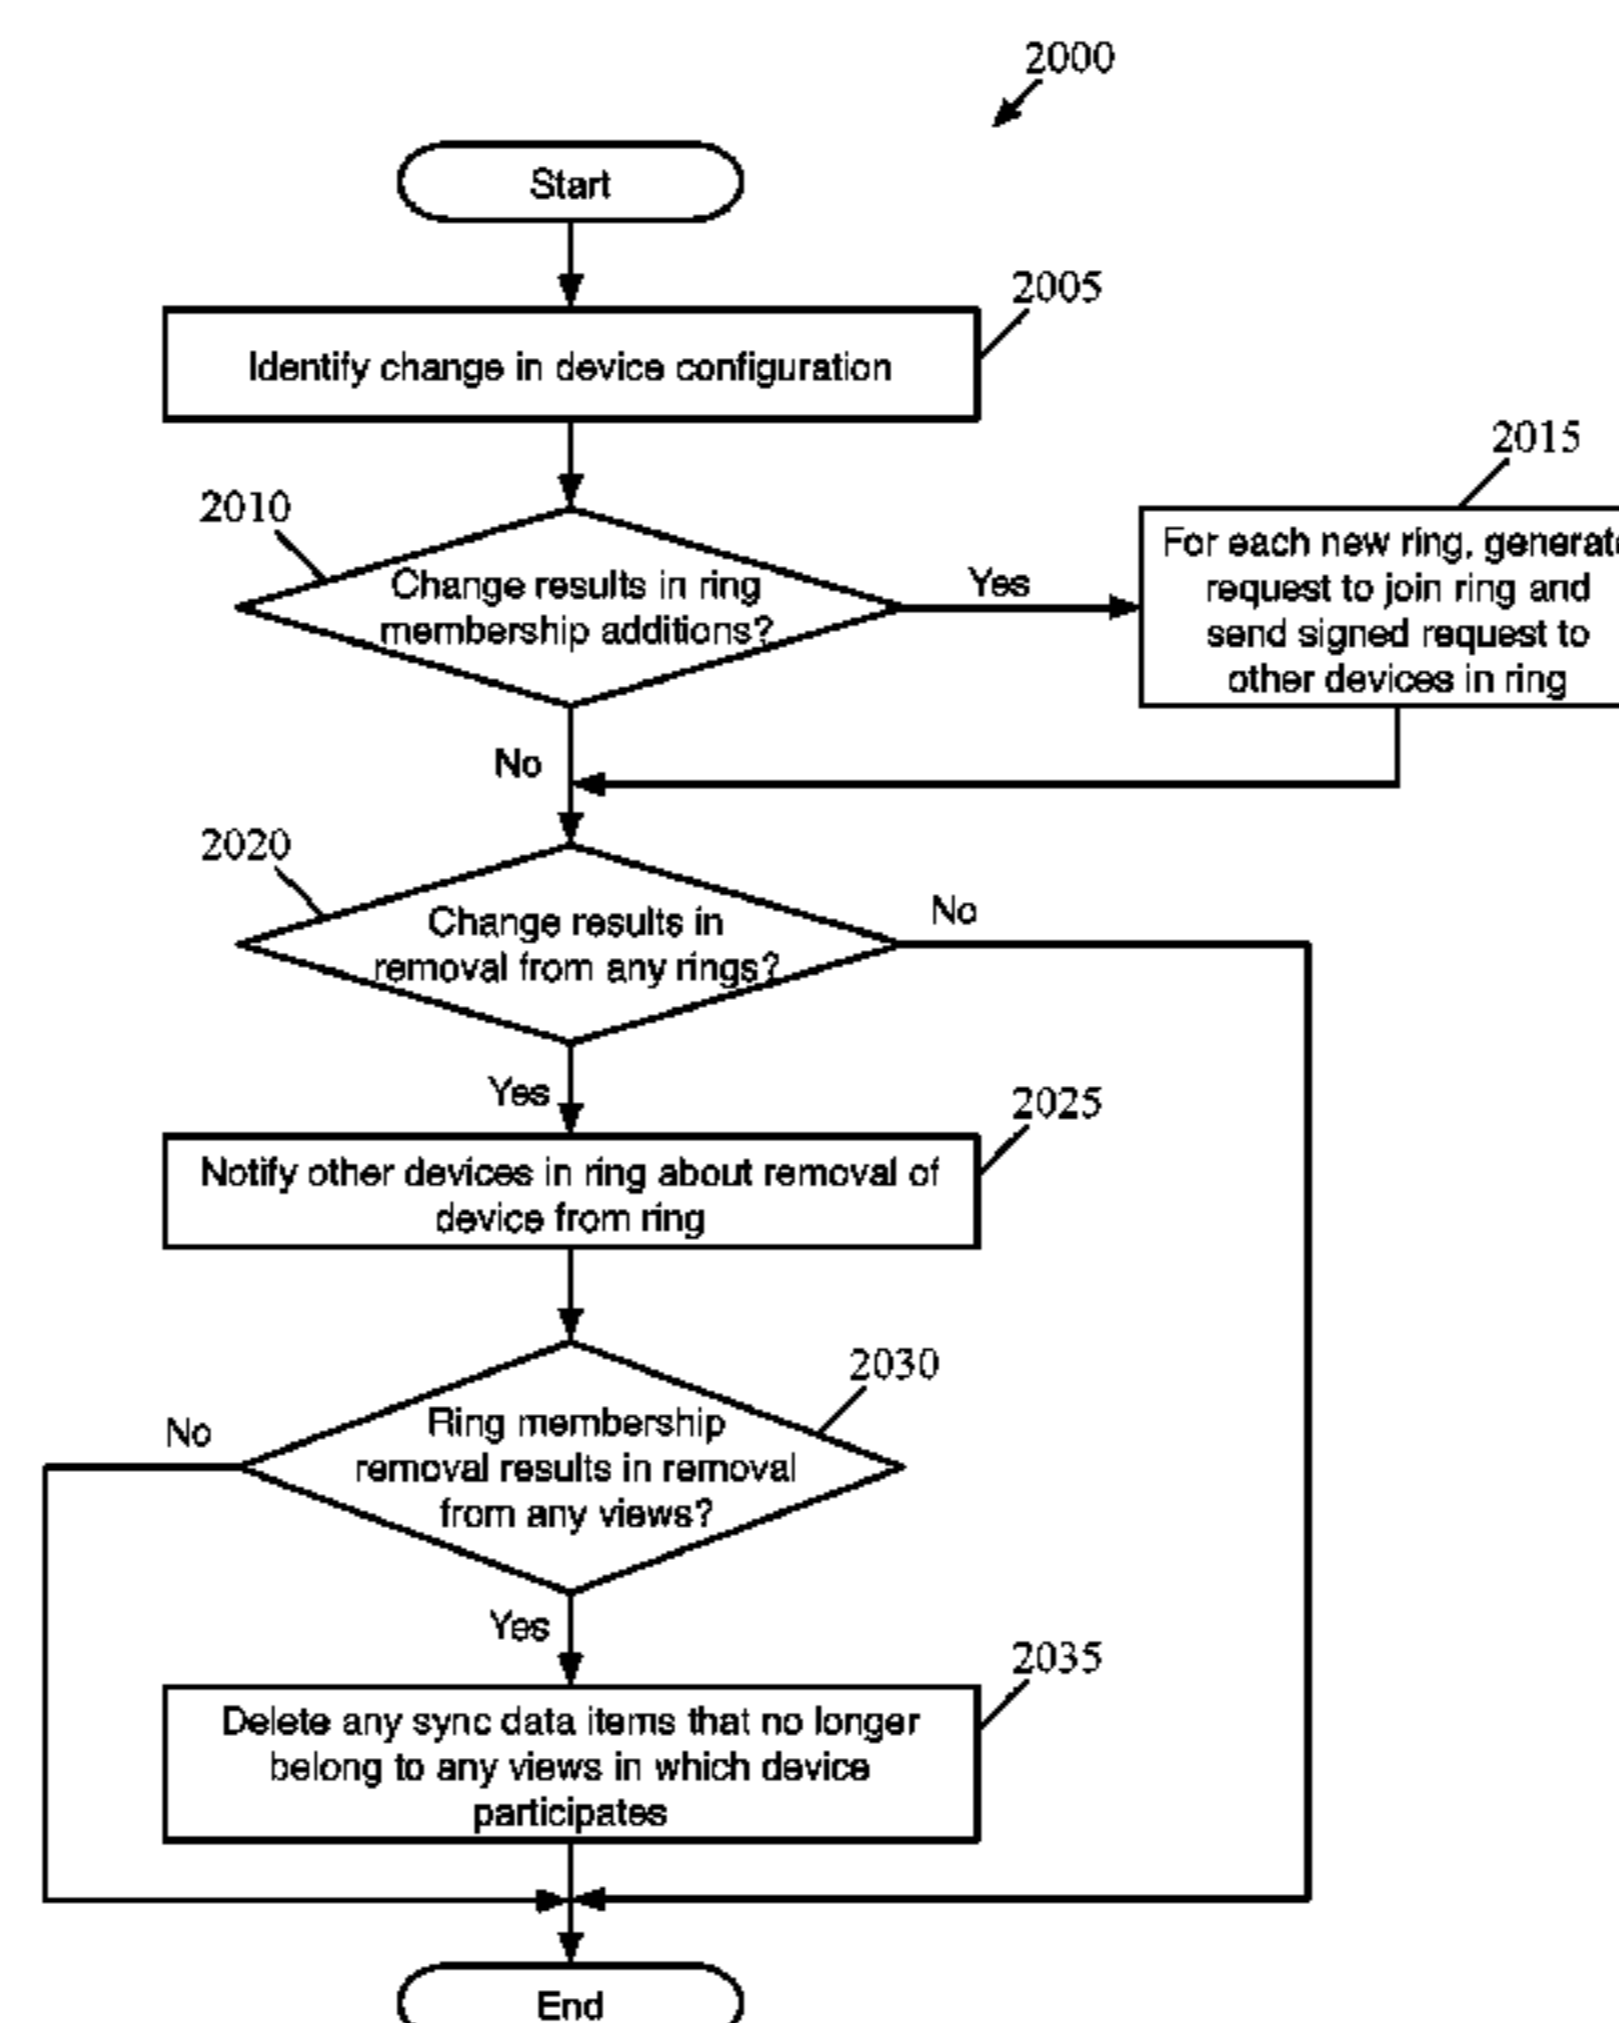 2000
Start
2005
Identify change in device configuration
2010
Change results in ring
membership additions?
Yes
2015
For each new ring, generate
request to join ring and
send signed request to
other devices in ring
No
2020
Change results in
removal from any rings?
No
Yes
2025
Notify other devices in ring about removal of
device from ring
2030
Ring membership
removal results in removal
from any views?
No
Yes
2035
Delete any sync data items that no longer
belong to any views in which device
participates
End